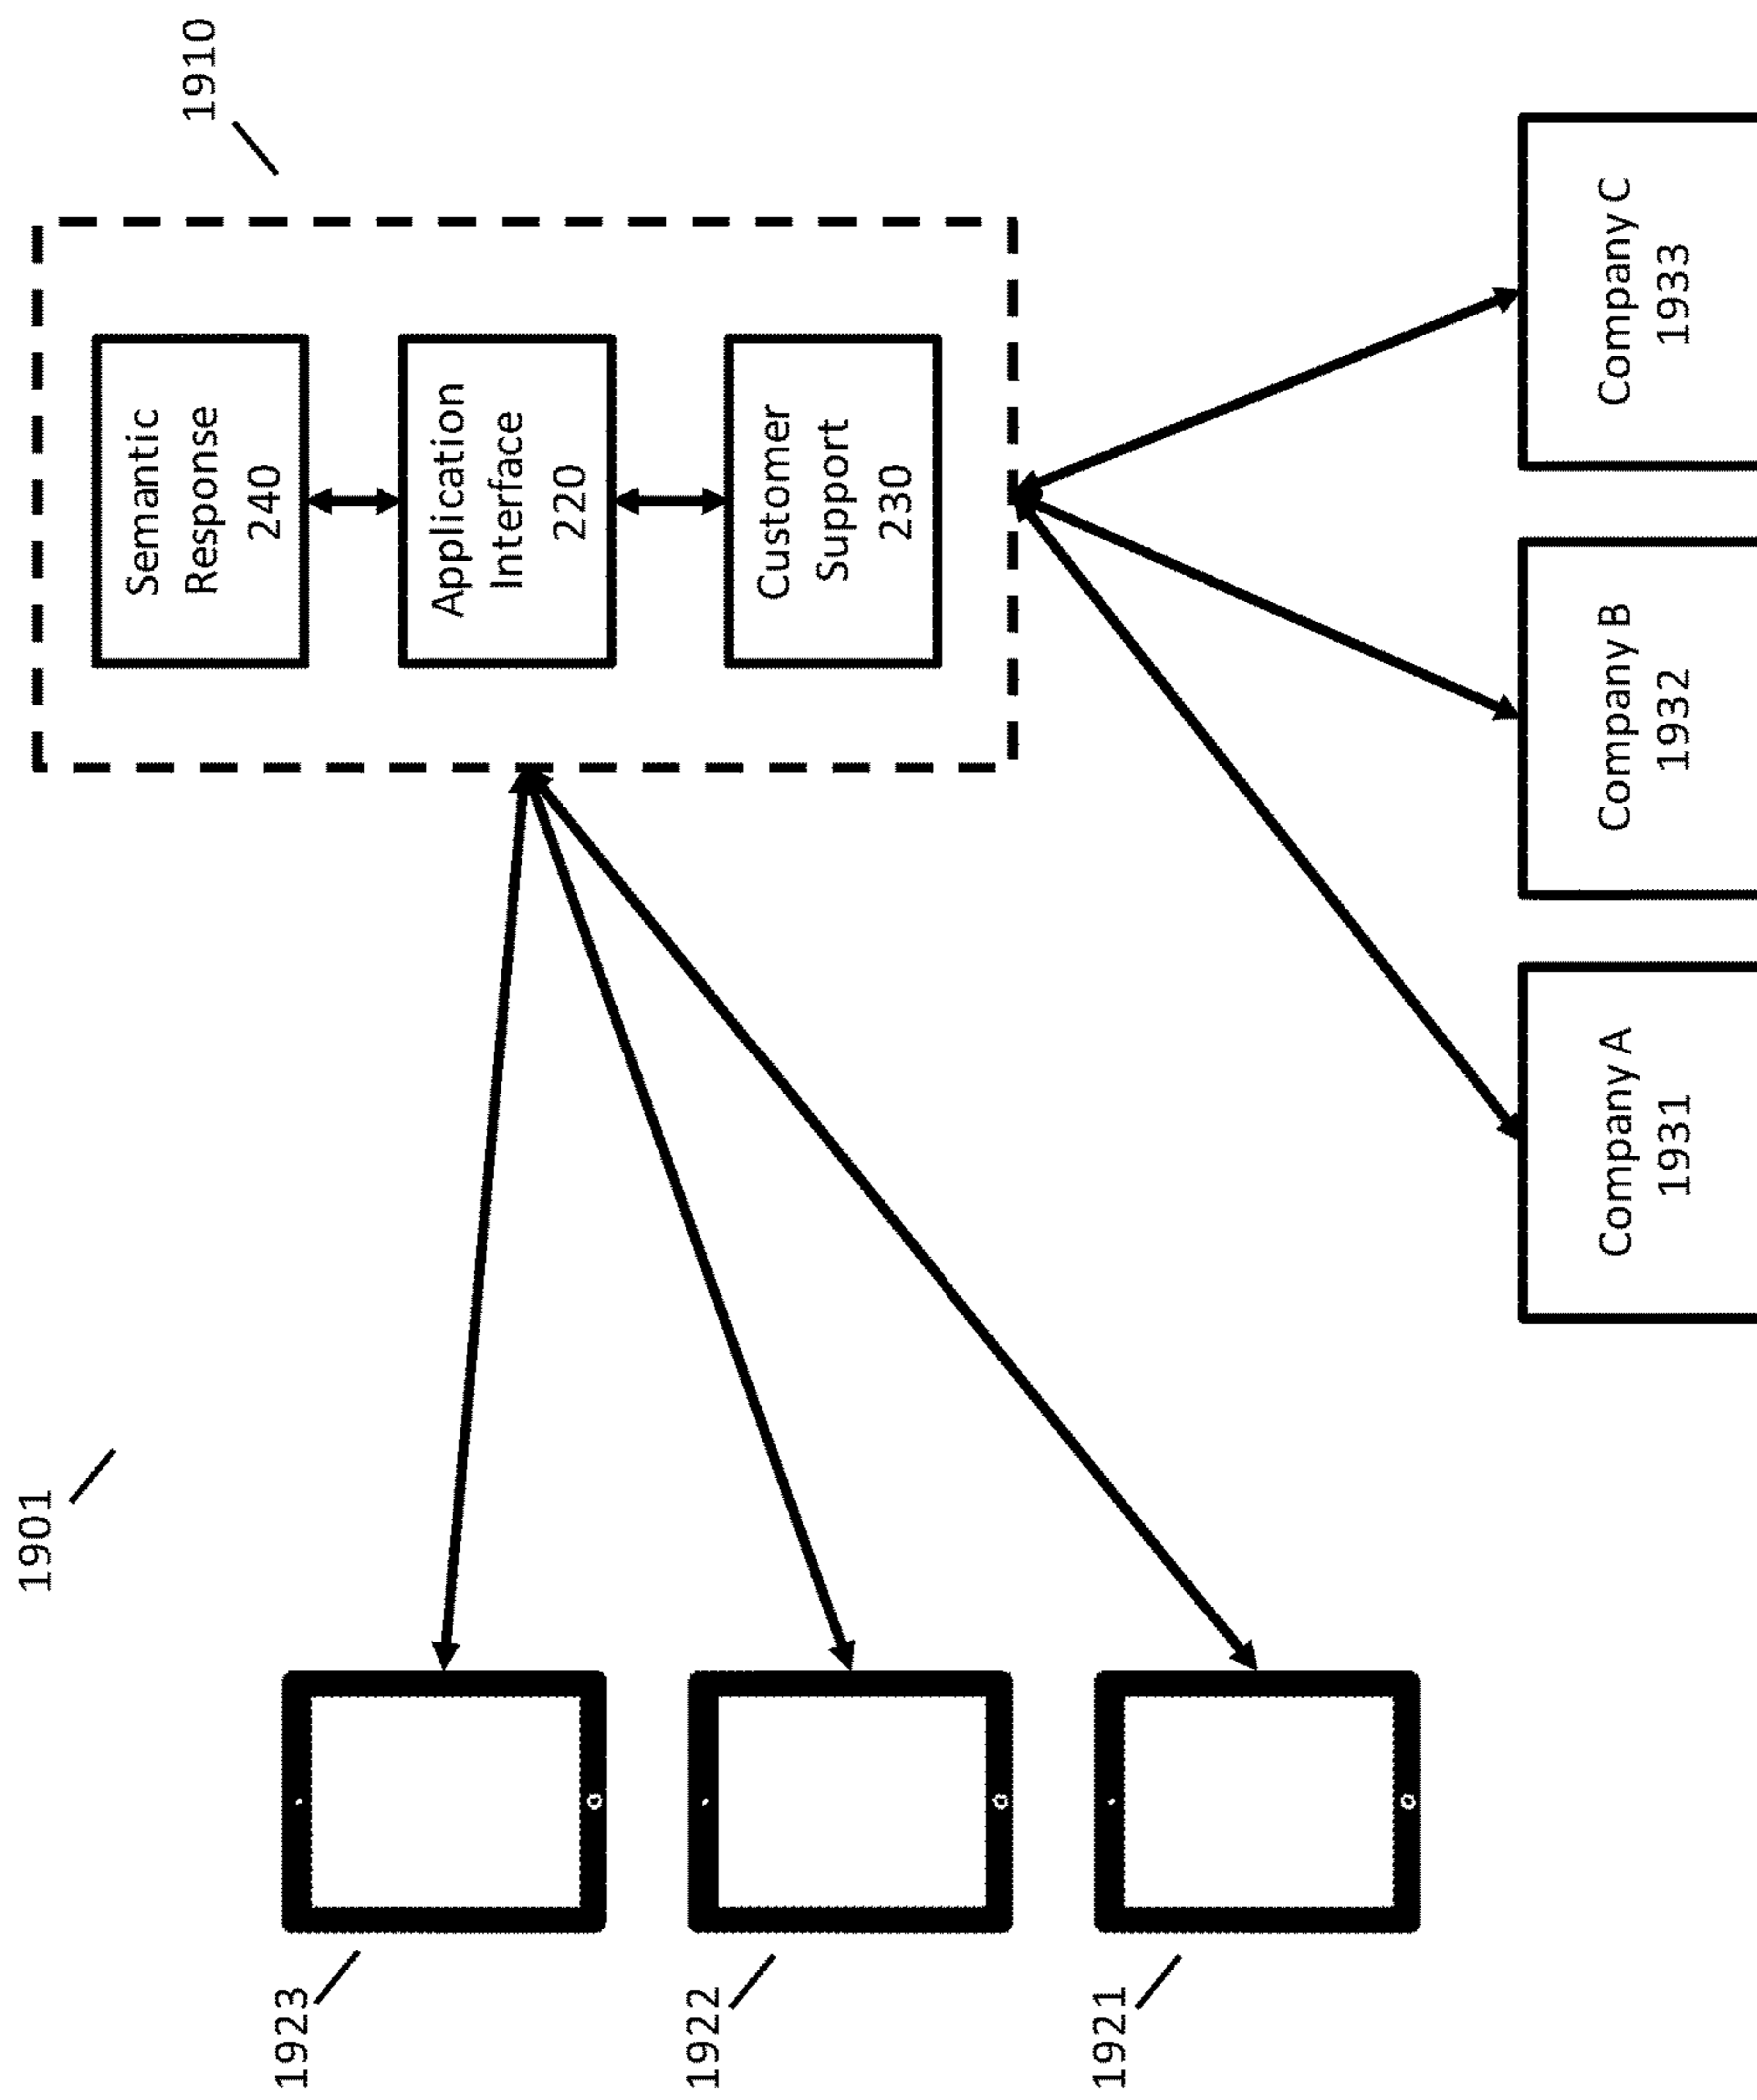 1901
1910
Semantic
Response
240
1923
Application
Interface
220
1922
Customer
Support
230
1921
Company A
1931
Company B
1932
Company C
1933